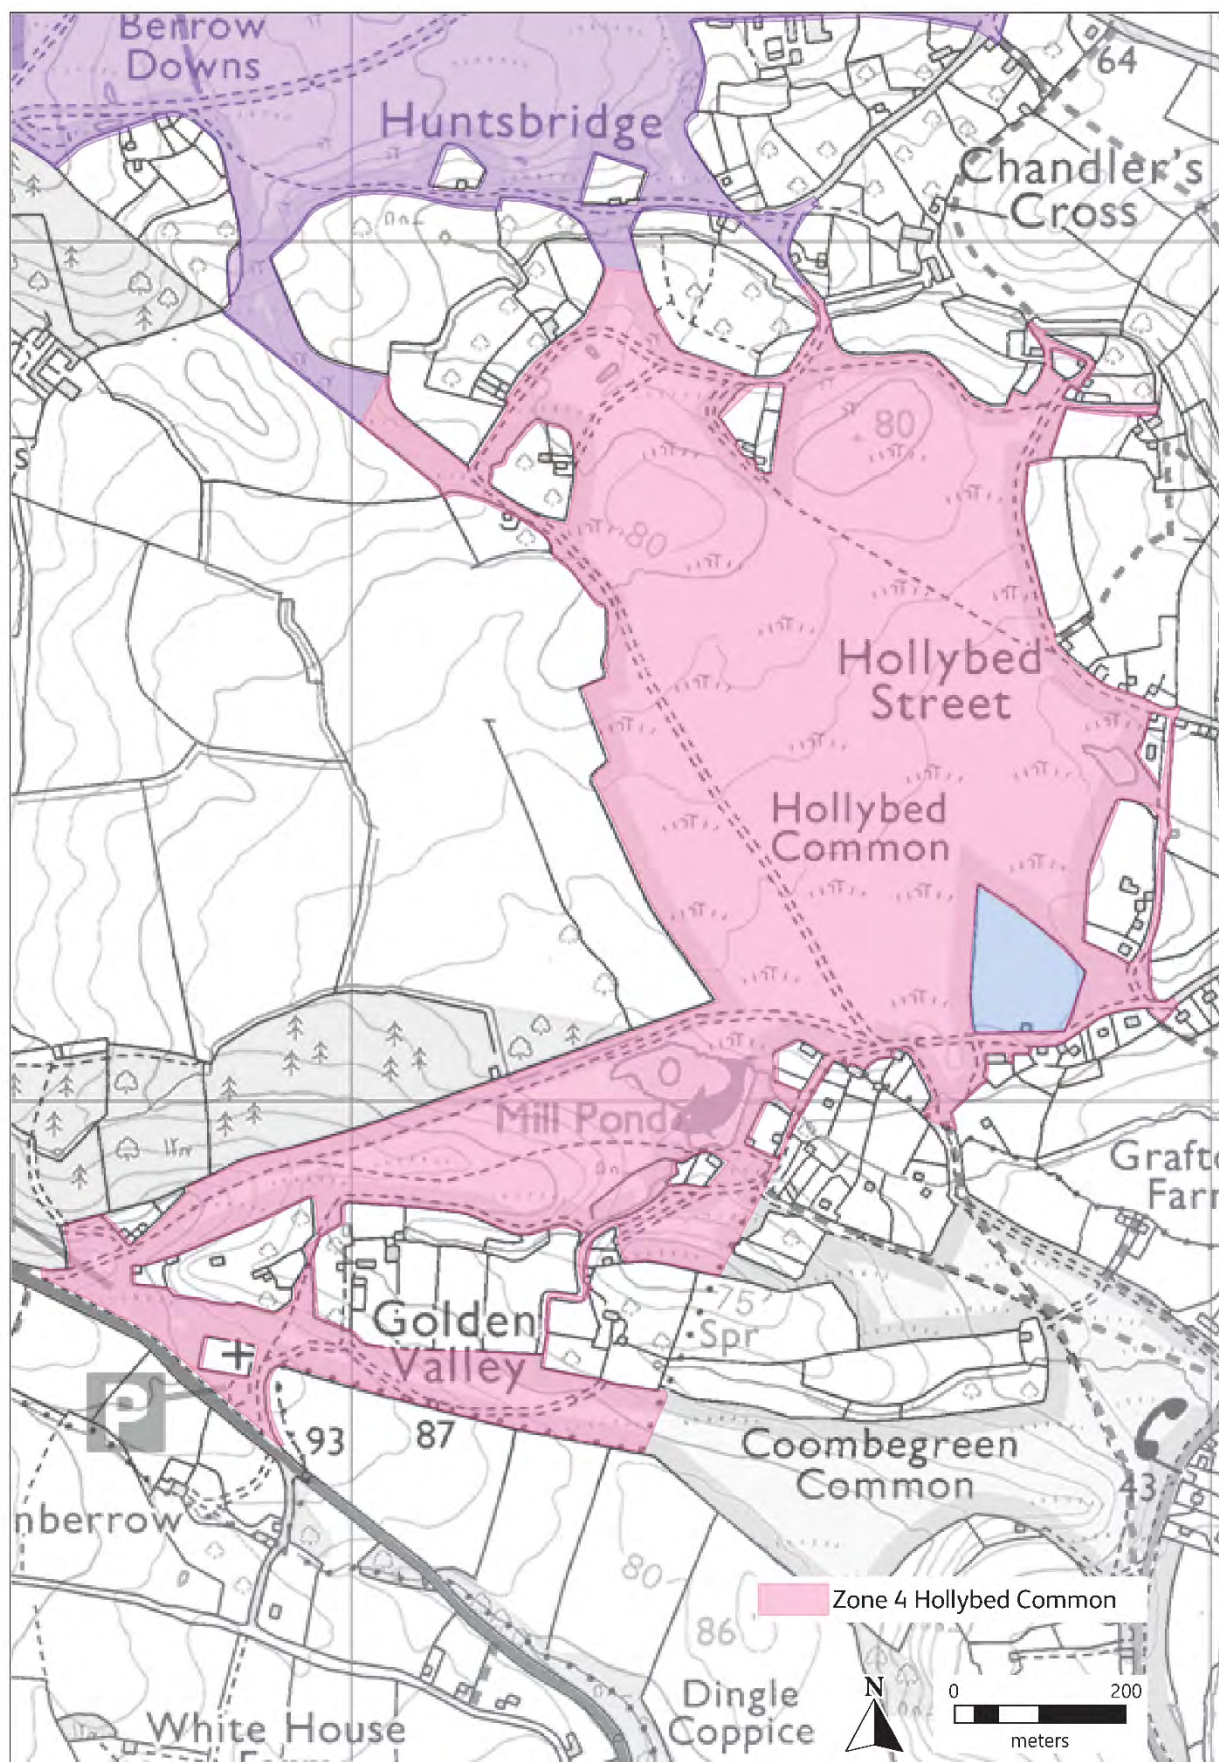 Berrow
Downs
64
Huntsbridge
Chandler's
Cross
80
s
80
Hollybed
Street
Hollybed
Common
Mill Pond
Golden
Valley
75
Spr
P
93
87
Coombegreen
Common
43
nberrow
80
Zone 4 Hollybed Common
86
N
0
200
meters
Dingle
Coppice
White House